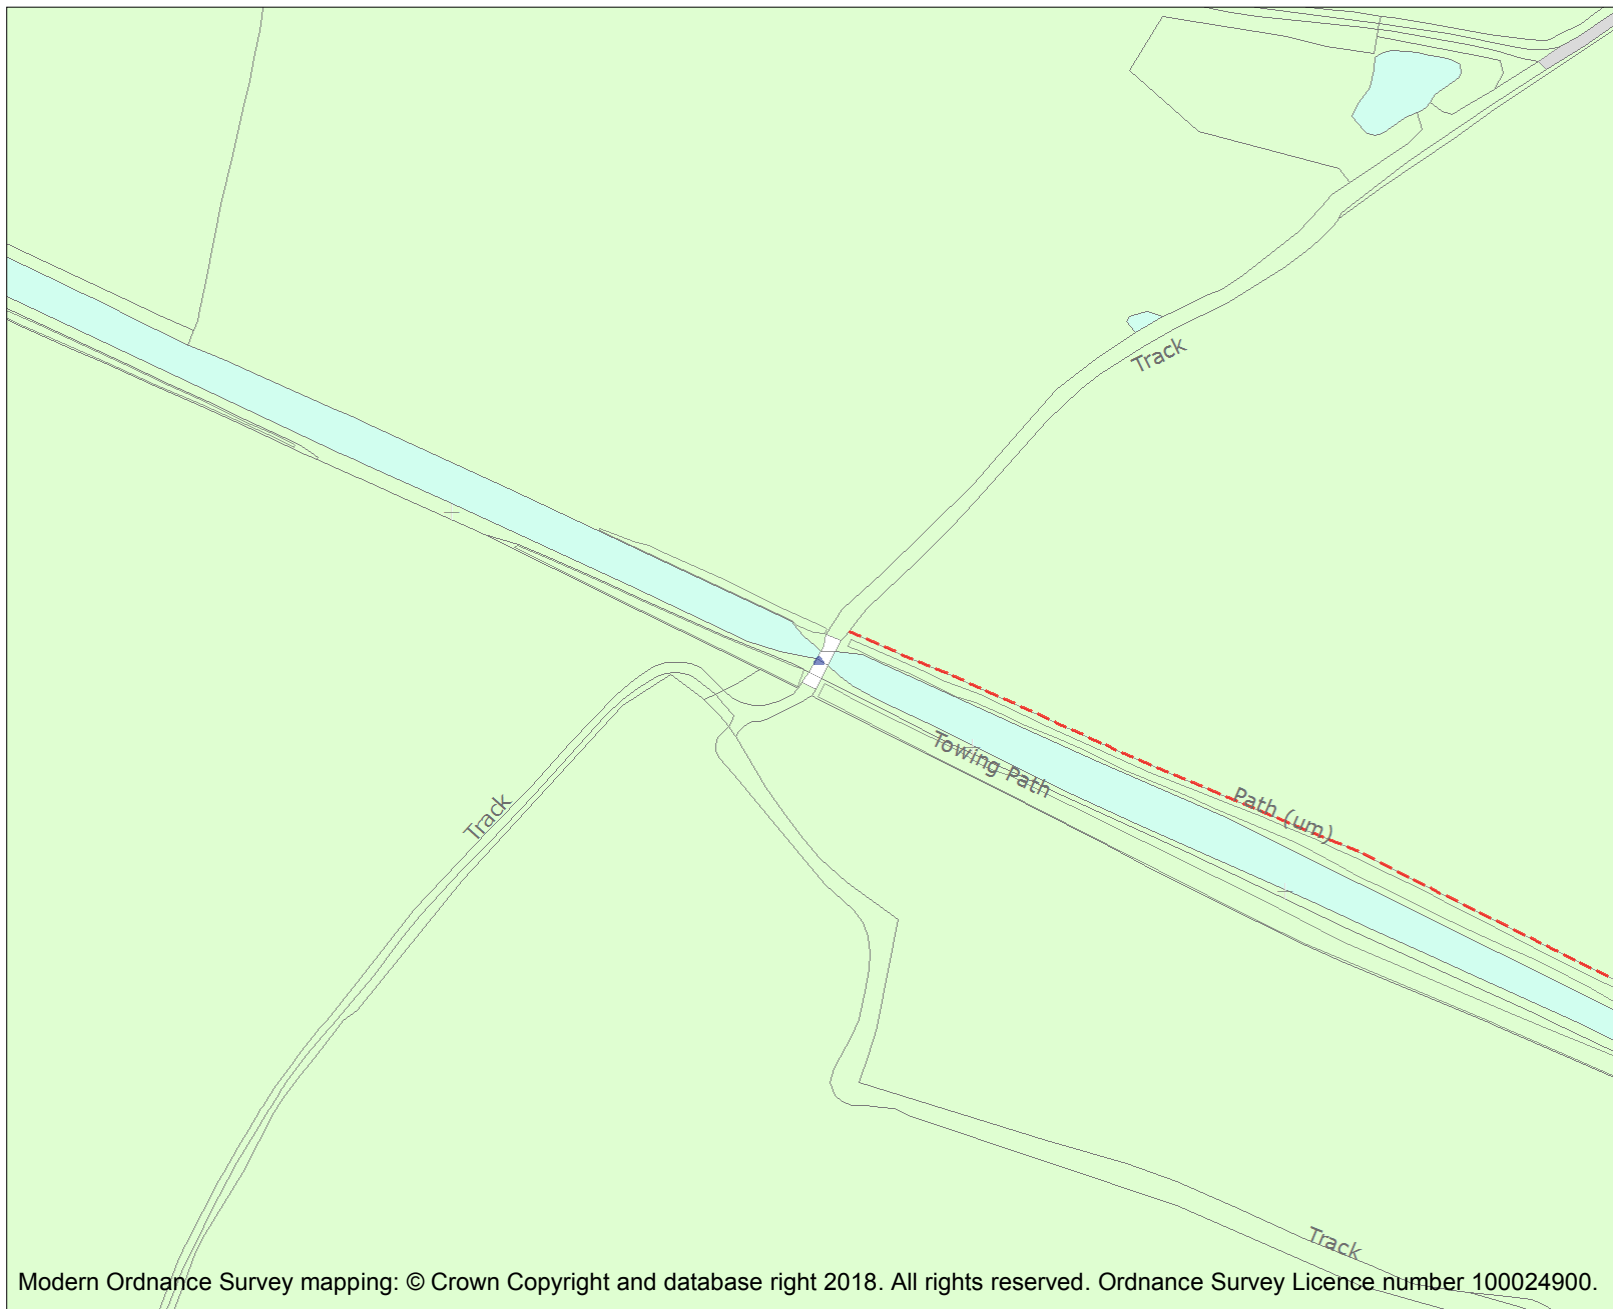 Track
Towing Path
Path (um)
Track
Track
Modern Ordnance Survey mapping: © Crown Copyright and database right 2018. All rights reserved. Ordnance Survey Licence number 100024900.